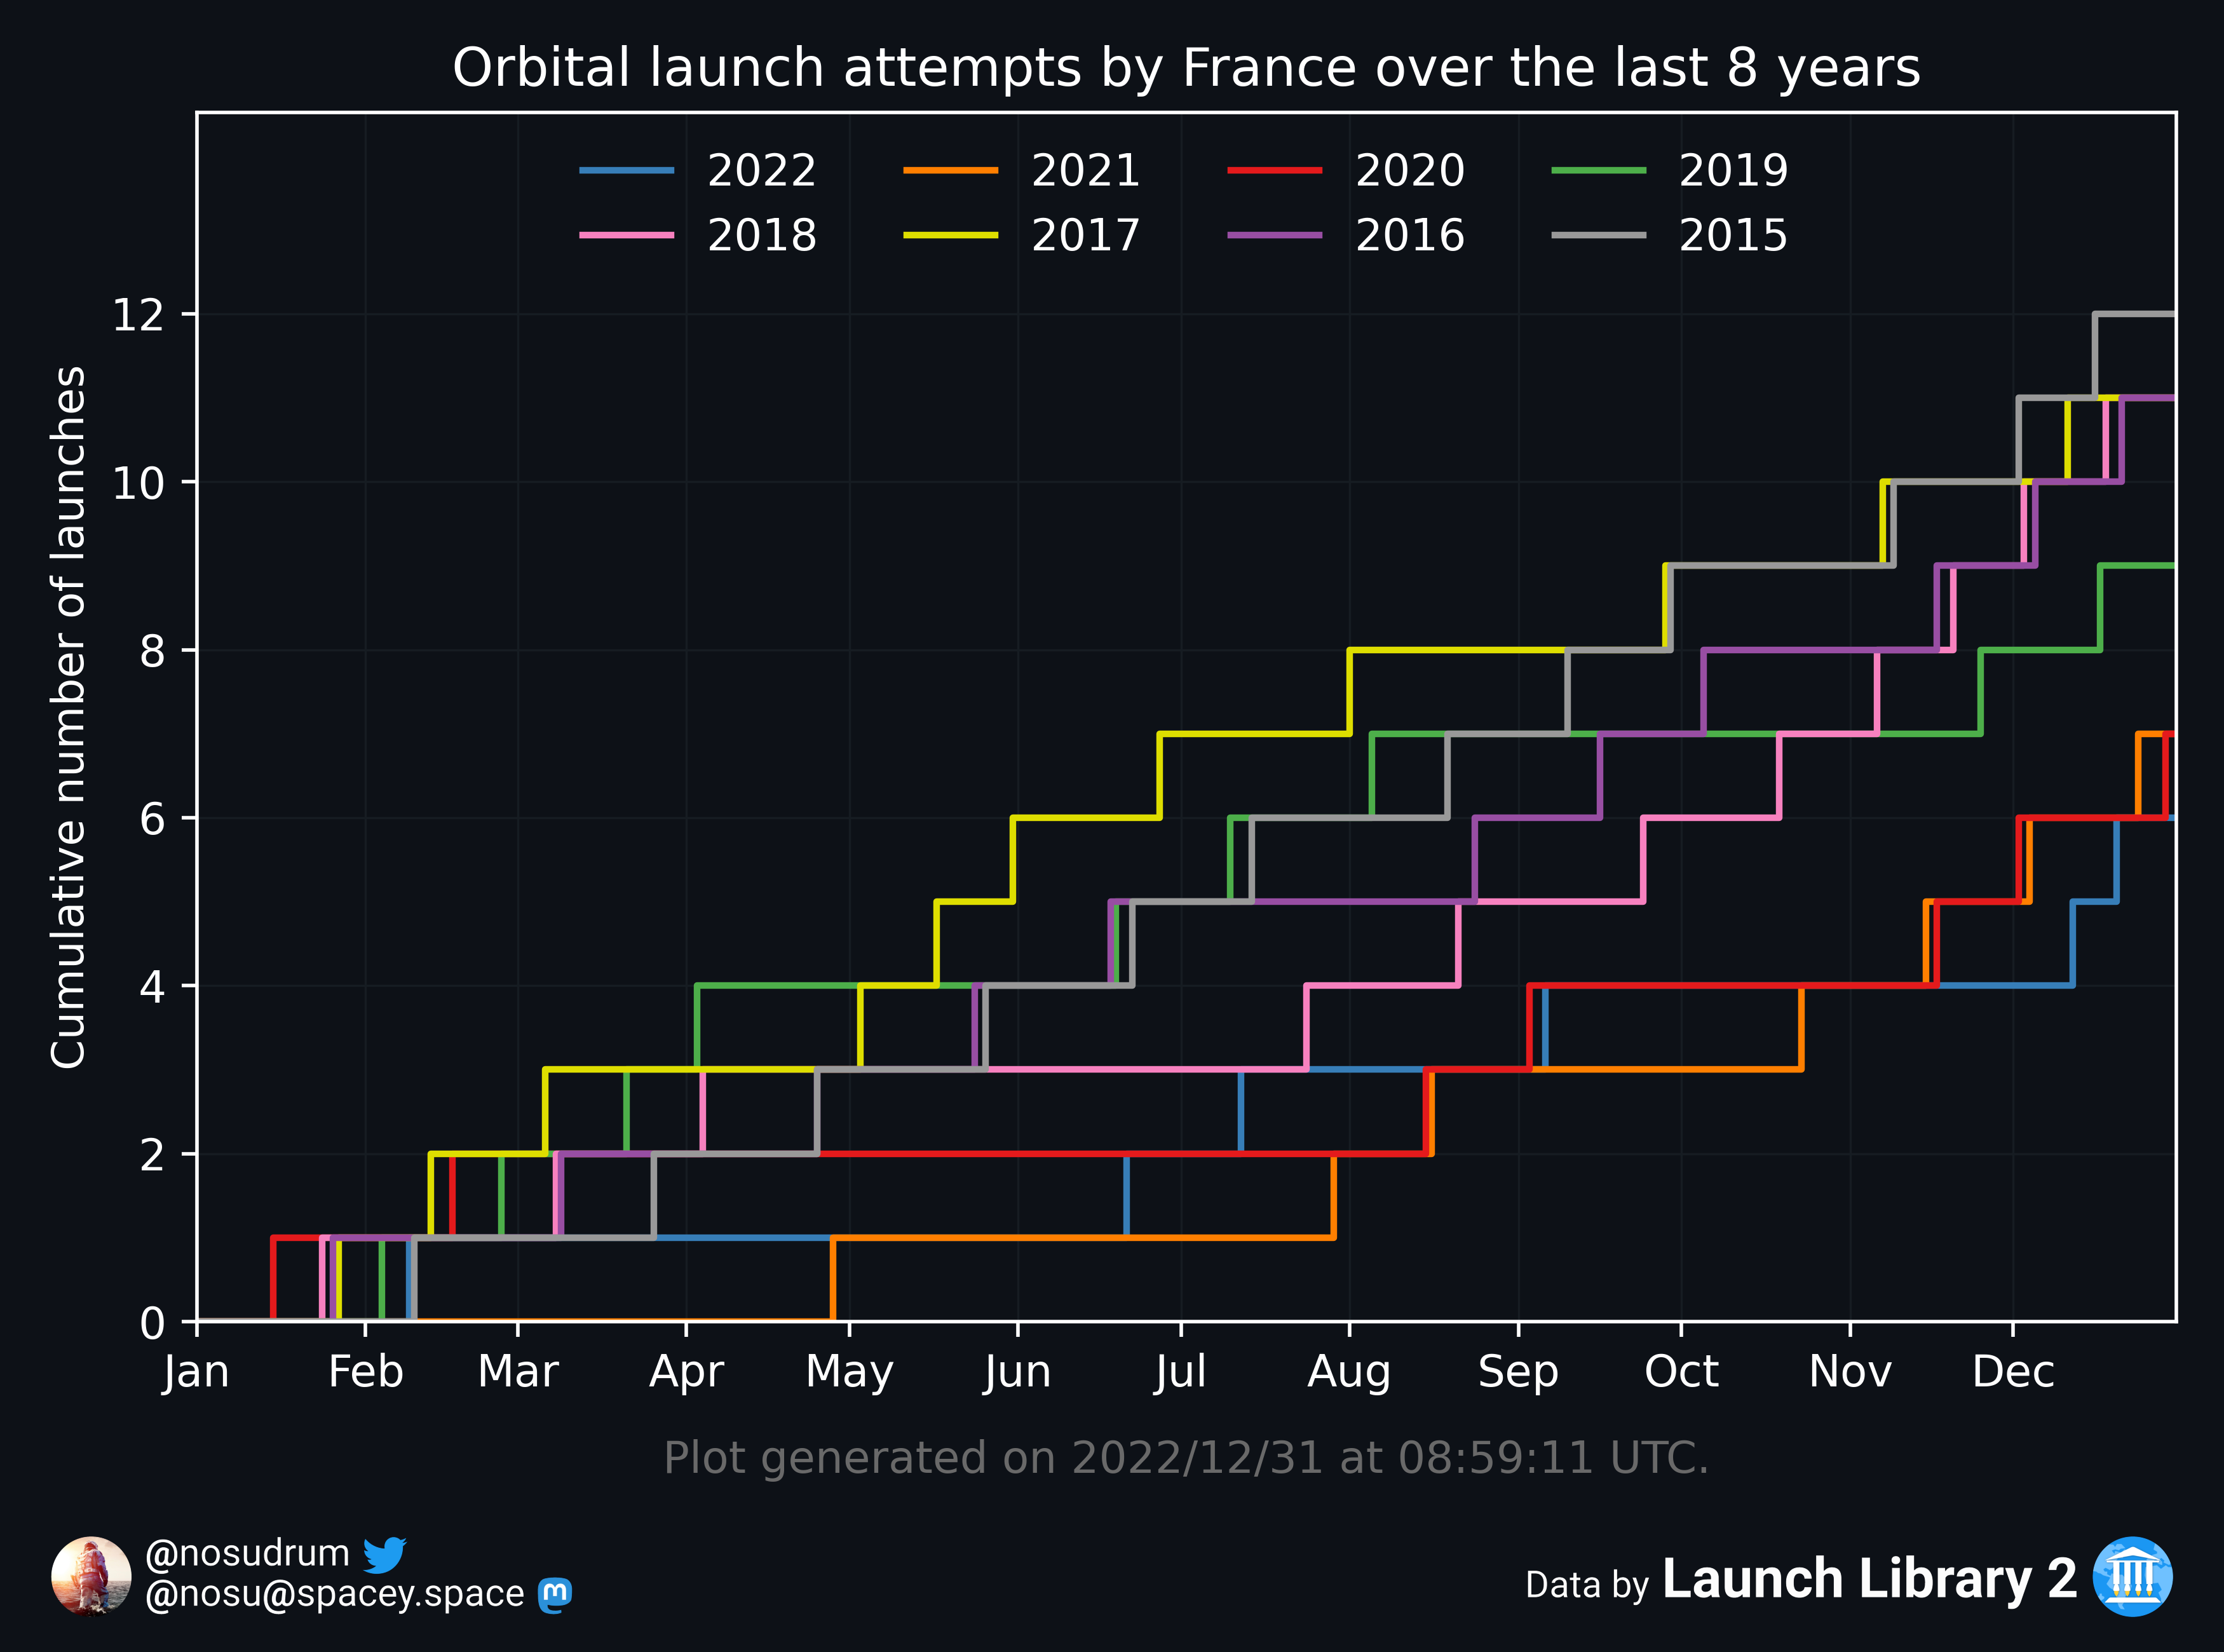 Orbital launch attempts by France over the last 8 years
2022 2021 2020 2019
2018 2017 2016 2015
Cumulative number of launches
12
10
8
6
4
2
0
Jan Feb Mar Apr May Jun Jul Aug Sep Oct Nov Dec
Plot generated on 2022/12/31 at 08:59:11 UTC.
@nosudrum
@nosu@spacey.space
Data by Launch Library 2